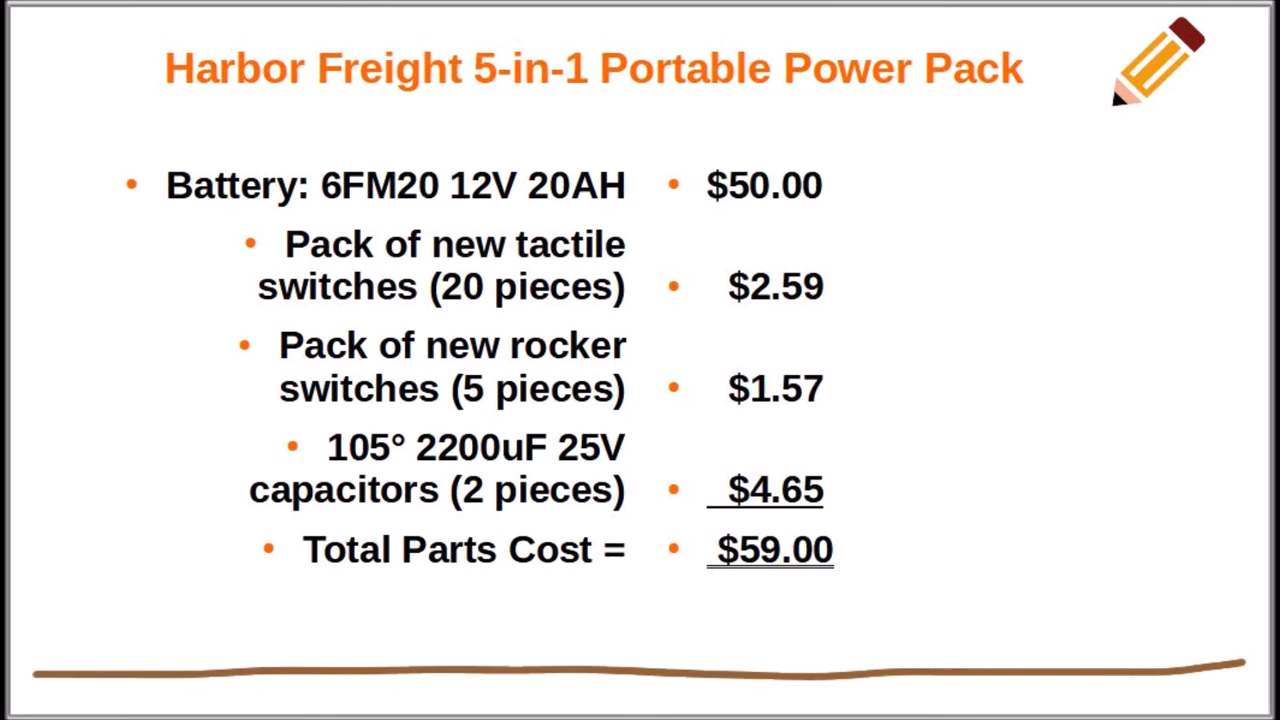 Harbor Freight 5-in-1 Portable Power Pack
• Battery: 6FM20 12V 20AH • $50.00
• Pack of new tactile
switches (20 pieces) • $2.59
• Pack of new rocker
switches (5 pieces) • $1.57
• 105° 2200uF 25V
capacitors (2 pieces) • $4.65
• Total Parts Cost = • $59.00